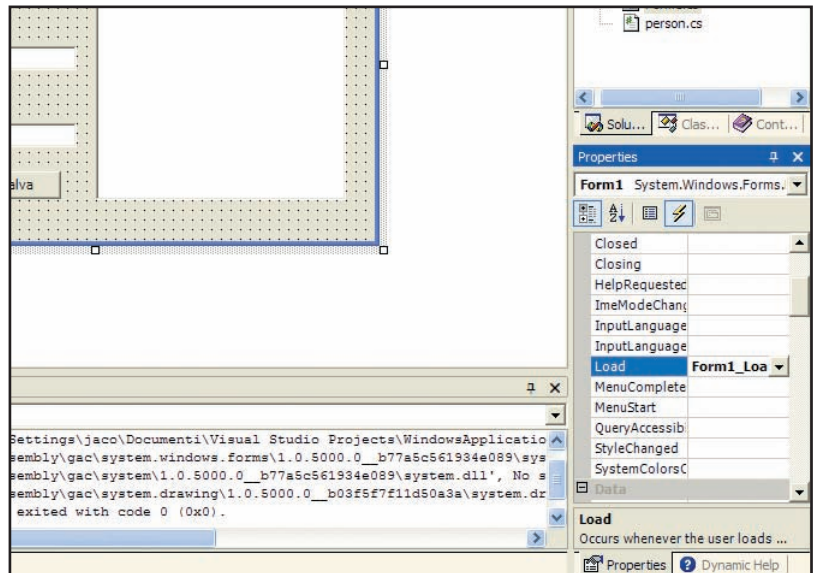 person.cs
Solu...
Clas...
Cont...
Properties
Form1 System.Windows.Forms.
Closed
Closing
HelpRequested
ImeModeChang
InputLanguage
InputLanguage
Load Form1_Loa
MenuComplete
MenuStart
QueryAccessib
StyleChanged
SystemColorsC
Data
Load
Occurs whenever the user loads ...
Properties
Dynamic Help
alva
Settings\jaco\Documenti\Visual Studio Projects\WindowsApplicatio
sembly\gac\system.windows.forms\1.0.5000.0__b77a5c561934e089\sys
sembly\gac\system\1.0.5000.0__b77a5c561934e089\system.dll', No s
sembly\gac\system.drawing\1.0.5000.0__b03f5f7f11d50a3a\system.dr
exited with code 0 (0x0).